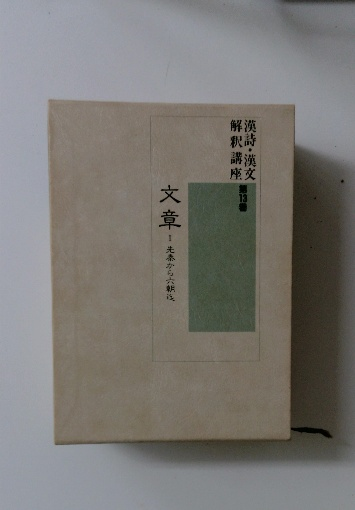 漢詩・漢文
解釈講座
第13巻
文章
I 先秦から六朝後